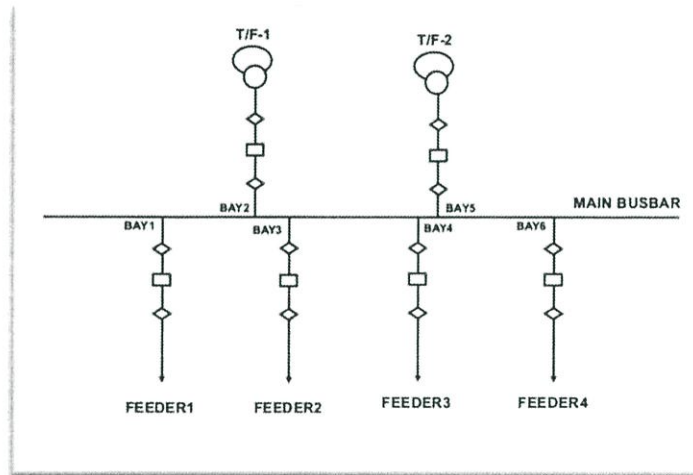 T/F-1
T/F-2
MAIN BUSBAR
BAY1
BAY2
BAY3
BAY4
BAY5
BAY6
FEEDER1
FEEDER2
FEEDER3
FEEDER4